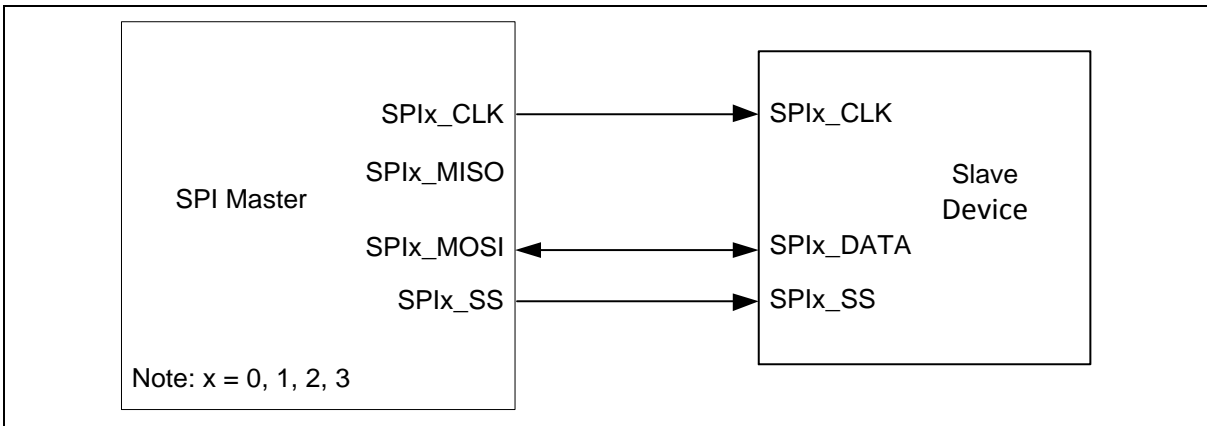 SPIx_CLK
SPIx_MISO
SPI Master
SPIx_MOSI
SPIx_SS
Note: x = 0, 1, 2, 3
SPIx_CLK
Slave
Device
SPIx_DATA
SPIx_SS